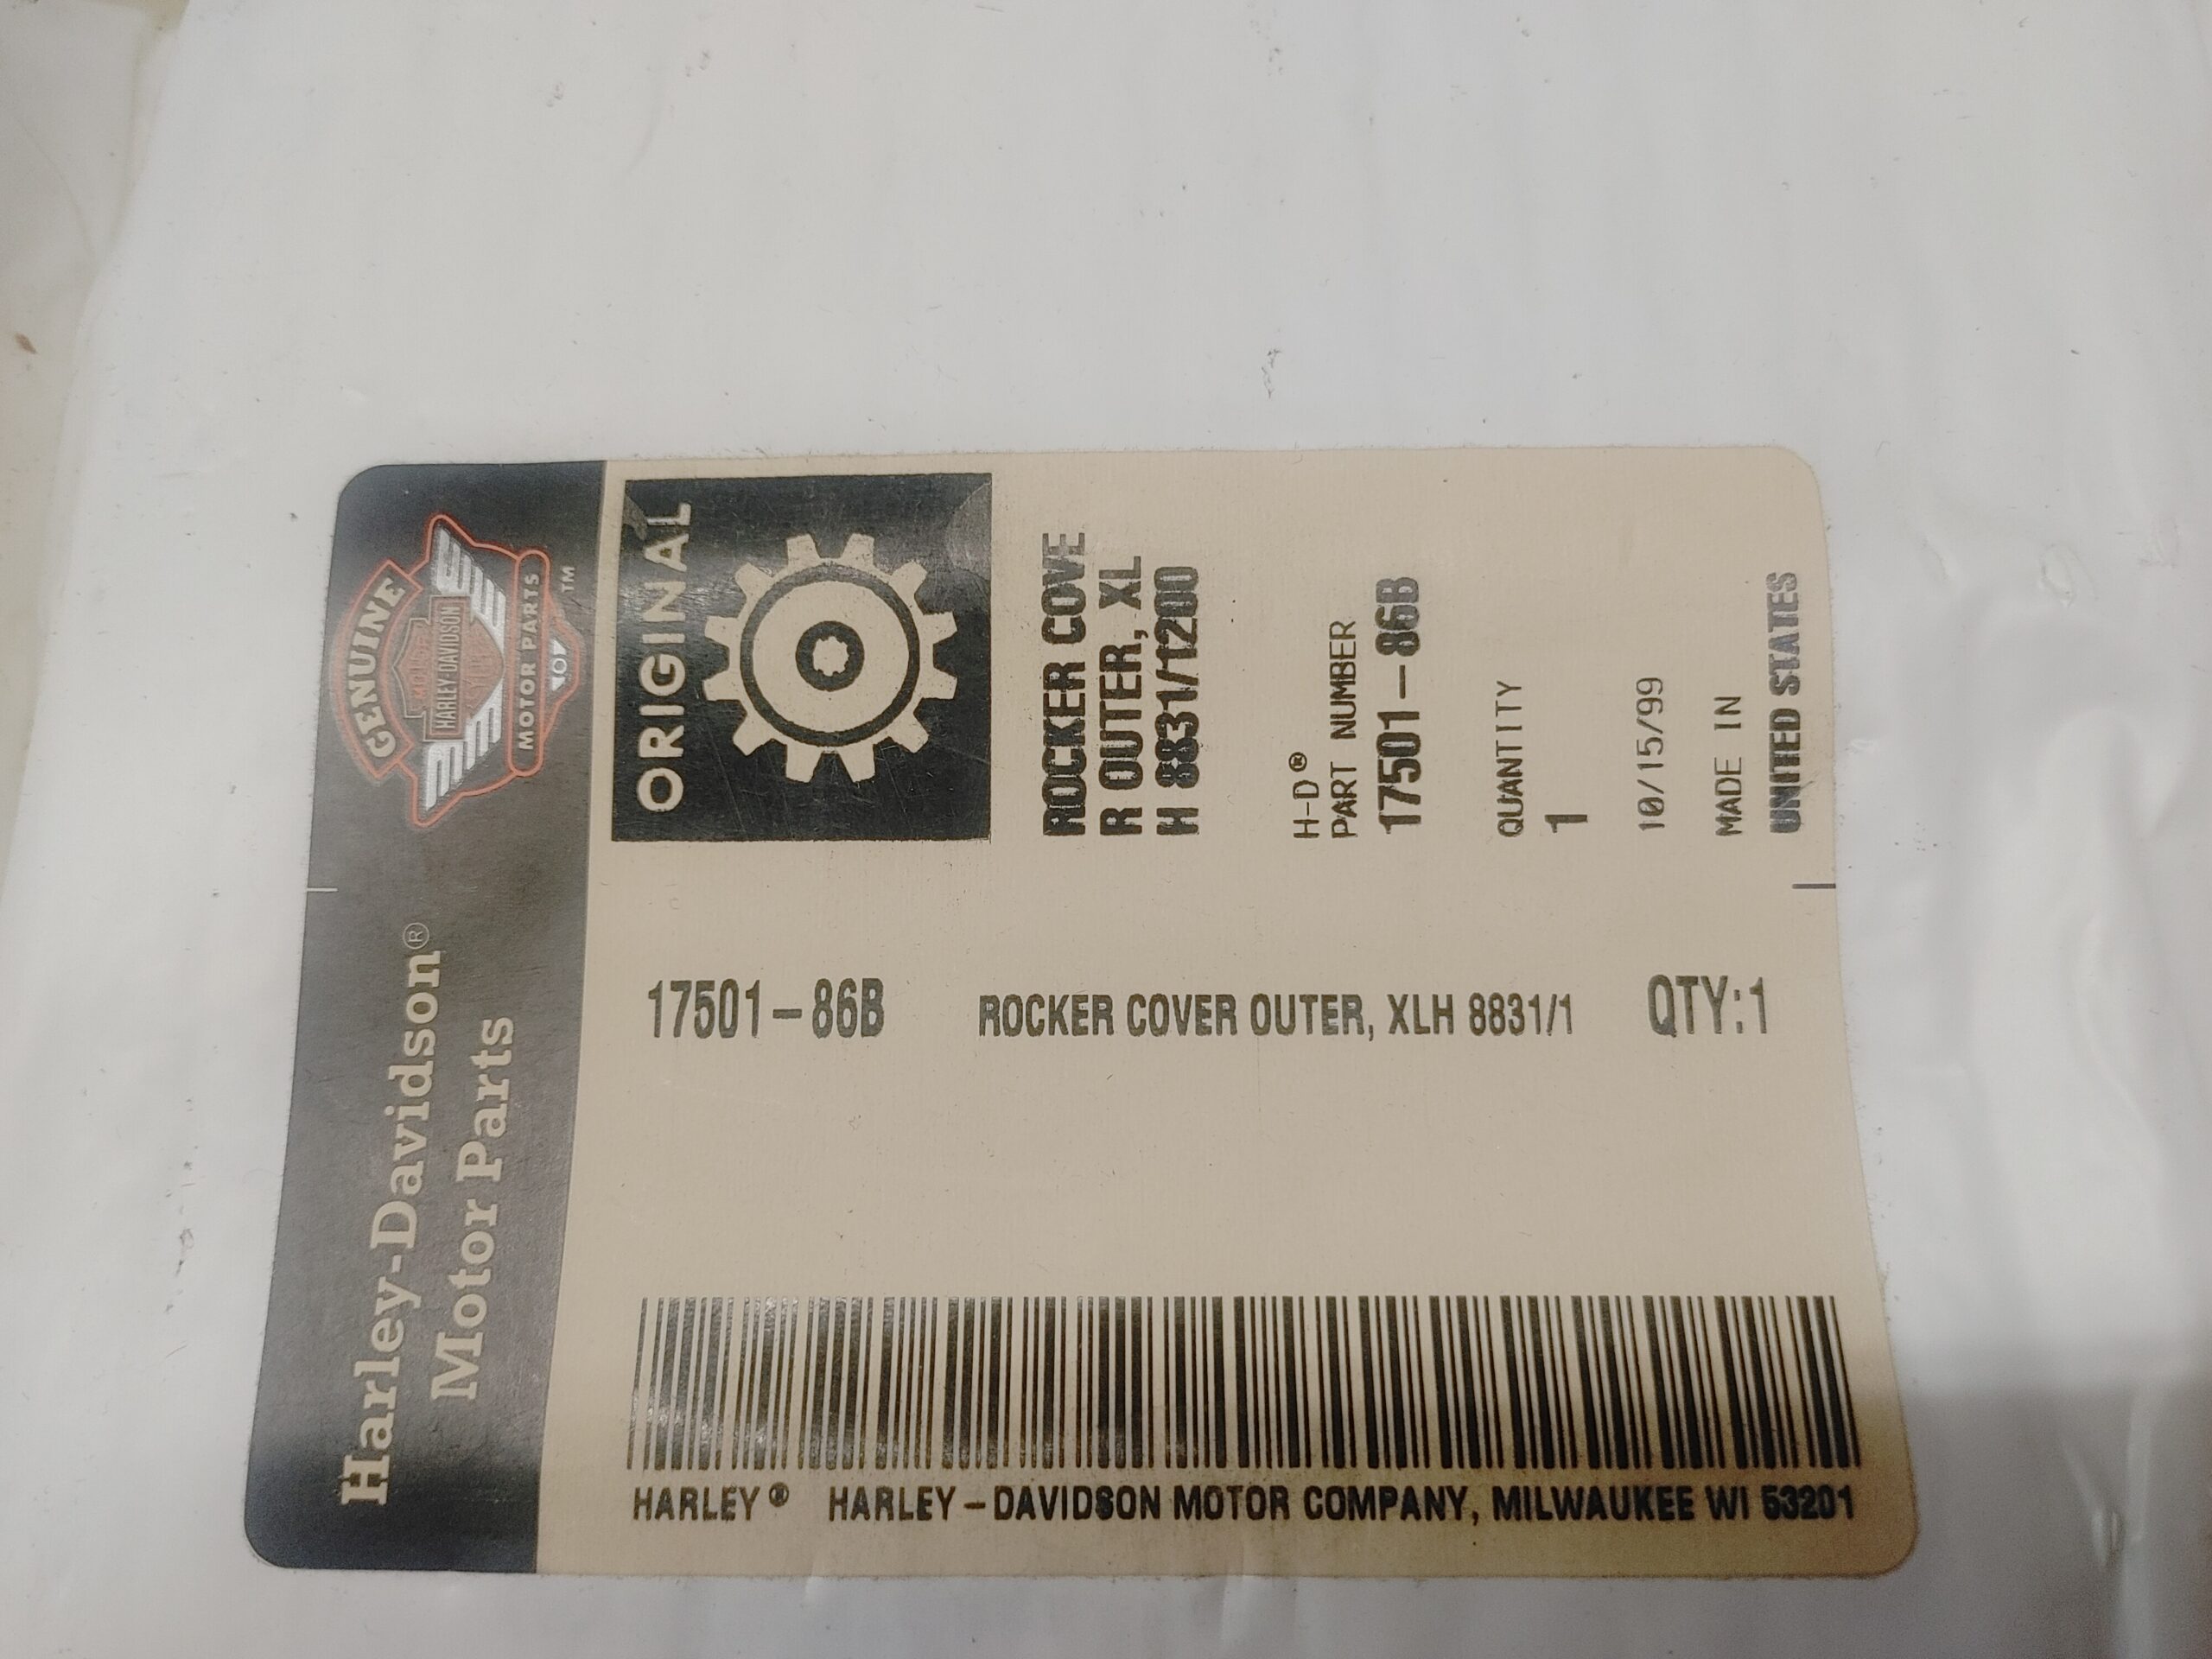 Harley-Davidson®
Motor Parts
GENUINE
HARLEY-DAVIDSON
MOTOR PARTS
TM
ORIGINAL
ROCKER COVE
R OUTER, XL
H 8831/1200
H-D®
PART NUMBER
17501-86B
QUANTITY
1
10/15/99
MADE IN
UNITED STATES
17501-86B ROCKER COVER OUTER, XLH 8831/1 QTY:1
HARLEY® HARLEY-DAVIDSON MOTOR COMPANY, MILWAUKEE WI 53201